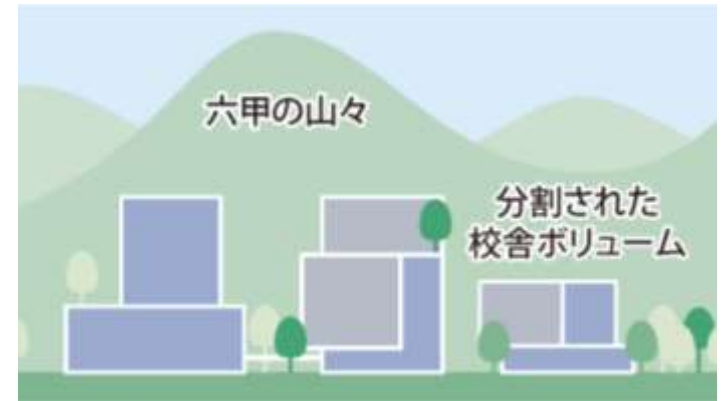 六甲の山々
分割された
校舎ボリューム